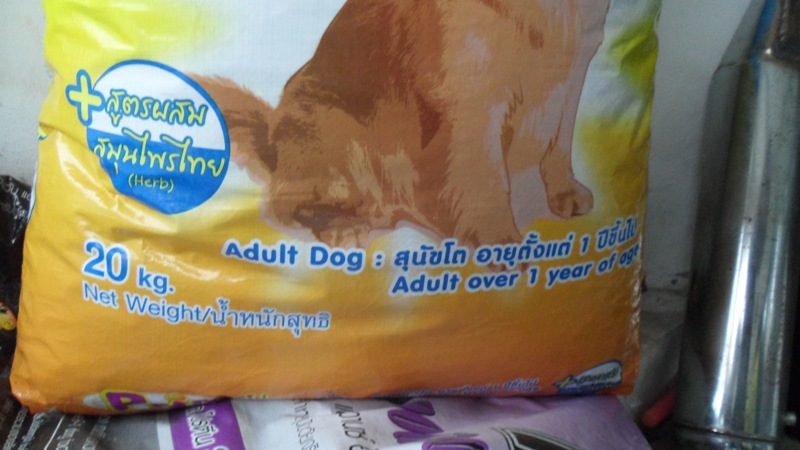 + สูตรผสม
สมุนไพรไทย
(Herb)
Adult Dog : สุนัขโต อายุตั้งแต่ 1 ปีขึ้นไป
Adult over 1 year of age
20 kg.
Net Weight/น้ำหนักสุทธิ